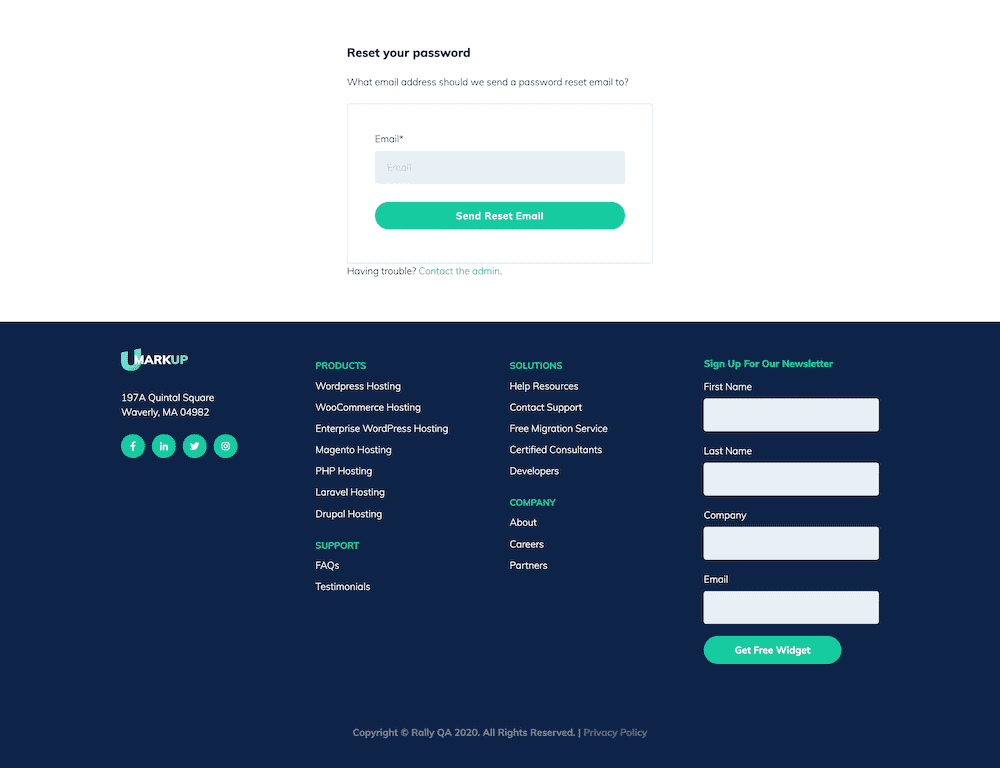 Reset your password
What email address should we send a password reset email to?
Email*
Email
Send Reset Email
Having trouble? Contact the admin.
UMARKUP
197A Quintol Square
Waverly, MA 04982
PRODUCTS
Wordpress Hosting
WooCommerce Hosting
Enterprise WordPress Hosting
Magento Hosting
PHP Hosting
Laravel Hosting
Drupal Hosting
SUPPORT
FAQs
Testimonials
SOLUTIONS
Help Resources
Contact Support
Free Migration Service
Certified Consultants
Developers
COMPANY
About
Careers
Partners
Sign Up For Our Newsletter
First Name
Last Name
Company
Email
Get Free Widget
Copyright © Rally QA 2020. All Rights Reserved. | Privacy Policy